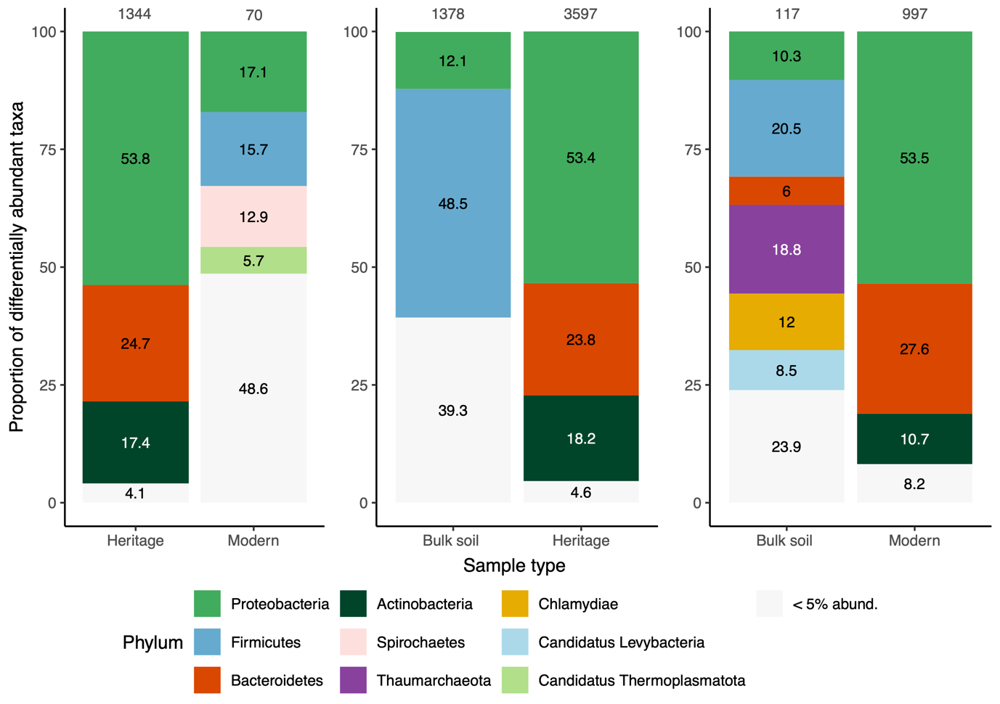 1344 70 1378 3597 117 997
Proportion of differentially abundant taxa
100 75 50 25 0
53.8 24.7 17.4 4.1
17.1 15.7 12.9 5.7 48.6
Heritage Modern
100 75 50 25 0
12.1 48.5 39.3
53.4 23.8 18.2 4.6
Bulk soil Heritage
100 75 50 25 0
10.3 20.5 6 18.8 12 8.5 23.9
53.5 27.6 10.7 8.2
Bulk soil Modern
Sample type
Phylum
Proteobacteria Actinobacteria Chlamydiae < 5% abund.
Firmicutes Spirochaetes Candidatus Levybacteria
Bacteroidetes Thaumarchaeota Candidatus Thermoplasmatota